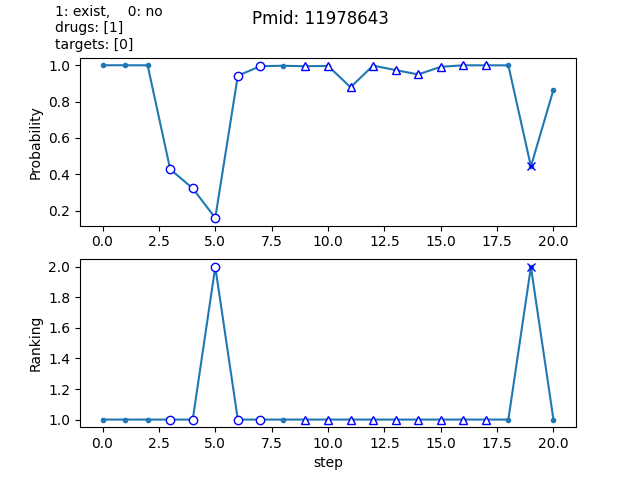 1: exist,    0: no
drugs: [1]
targets: [0]
Pmid: 11978643
Probability
1.0
0.8
0.6
0.4
0.2
0.0 2.5 5.0 7.5 10.0 12.5 15.0 17.5 20.0
Ranking
2.0
1.8
1.6
1.4
1.2
1.0
0.0 2.5 5.0 7.5 10.0 12.5 15.0 17.5 20.0
step